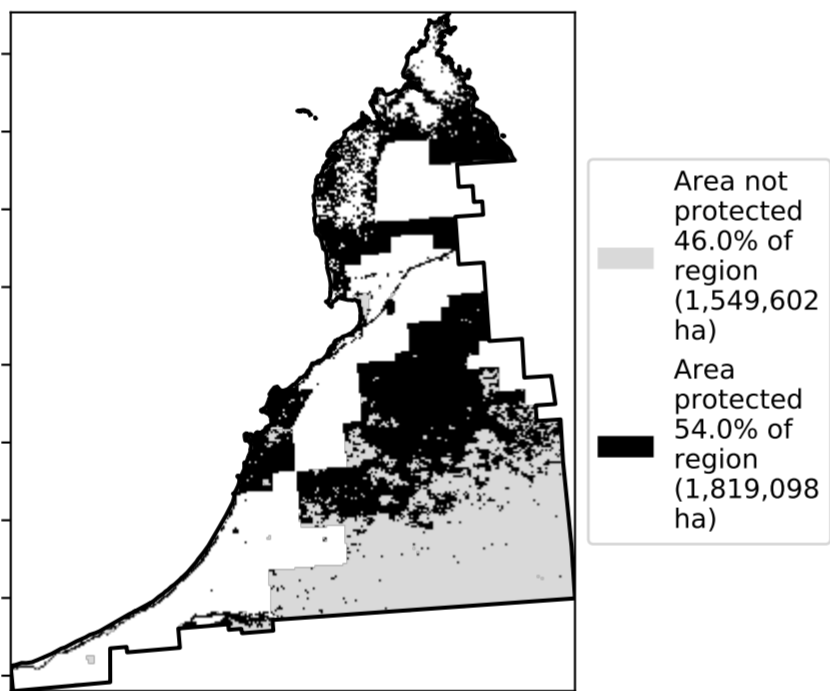 Area not
protected
46.0% of
region
(1,549,602
ha)
Area
protected
54.0% of
region
(1,819,098
ha)